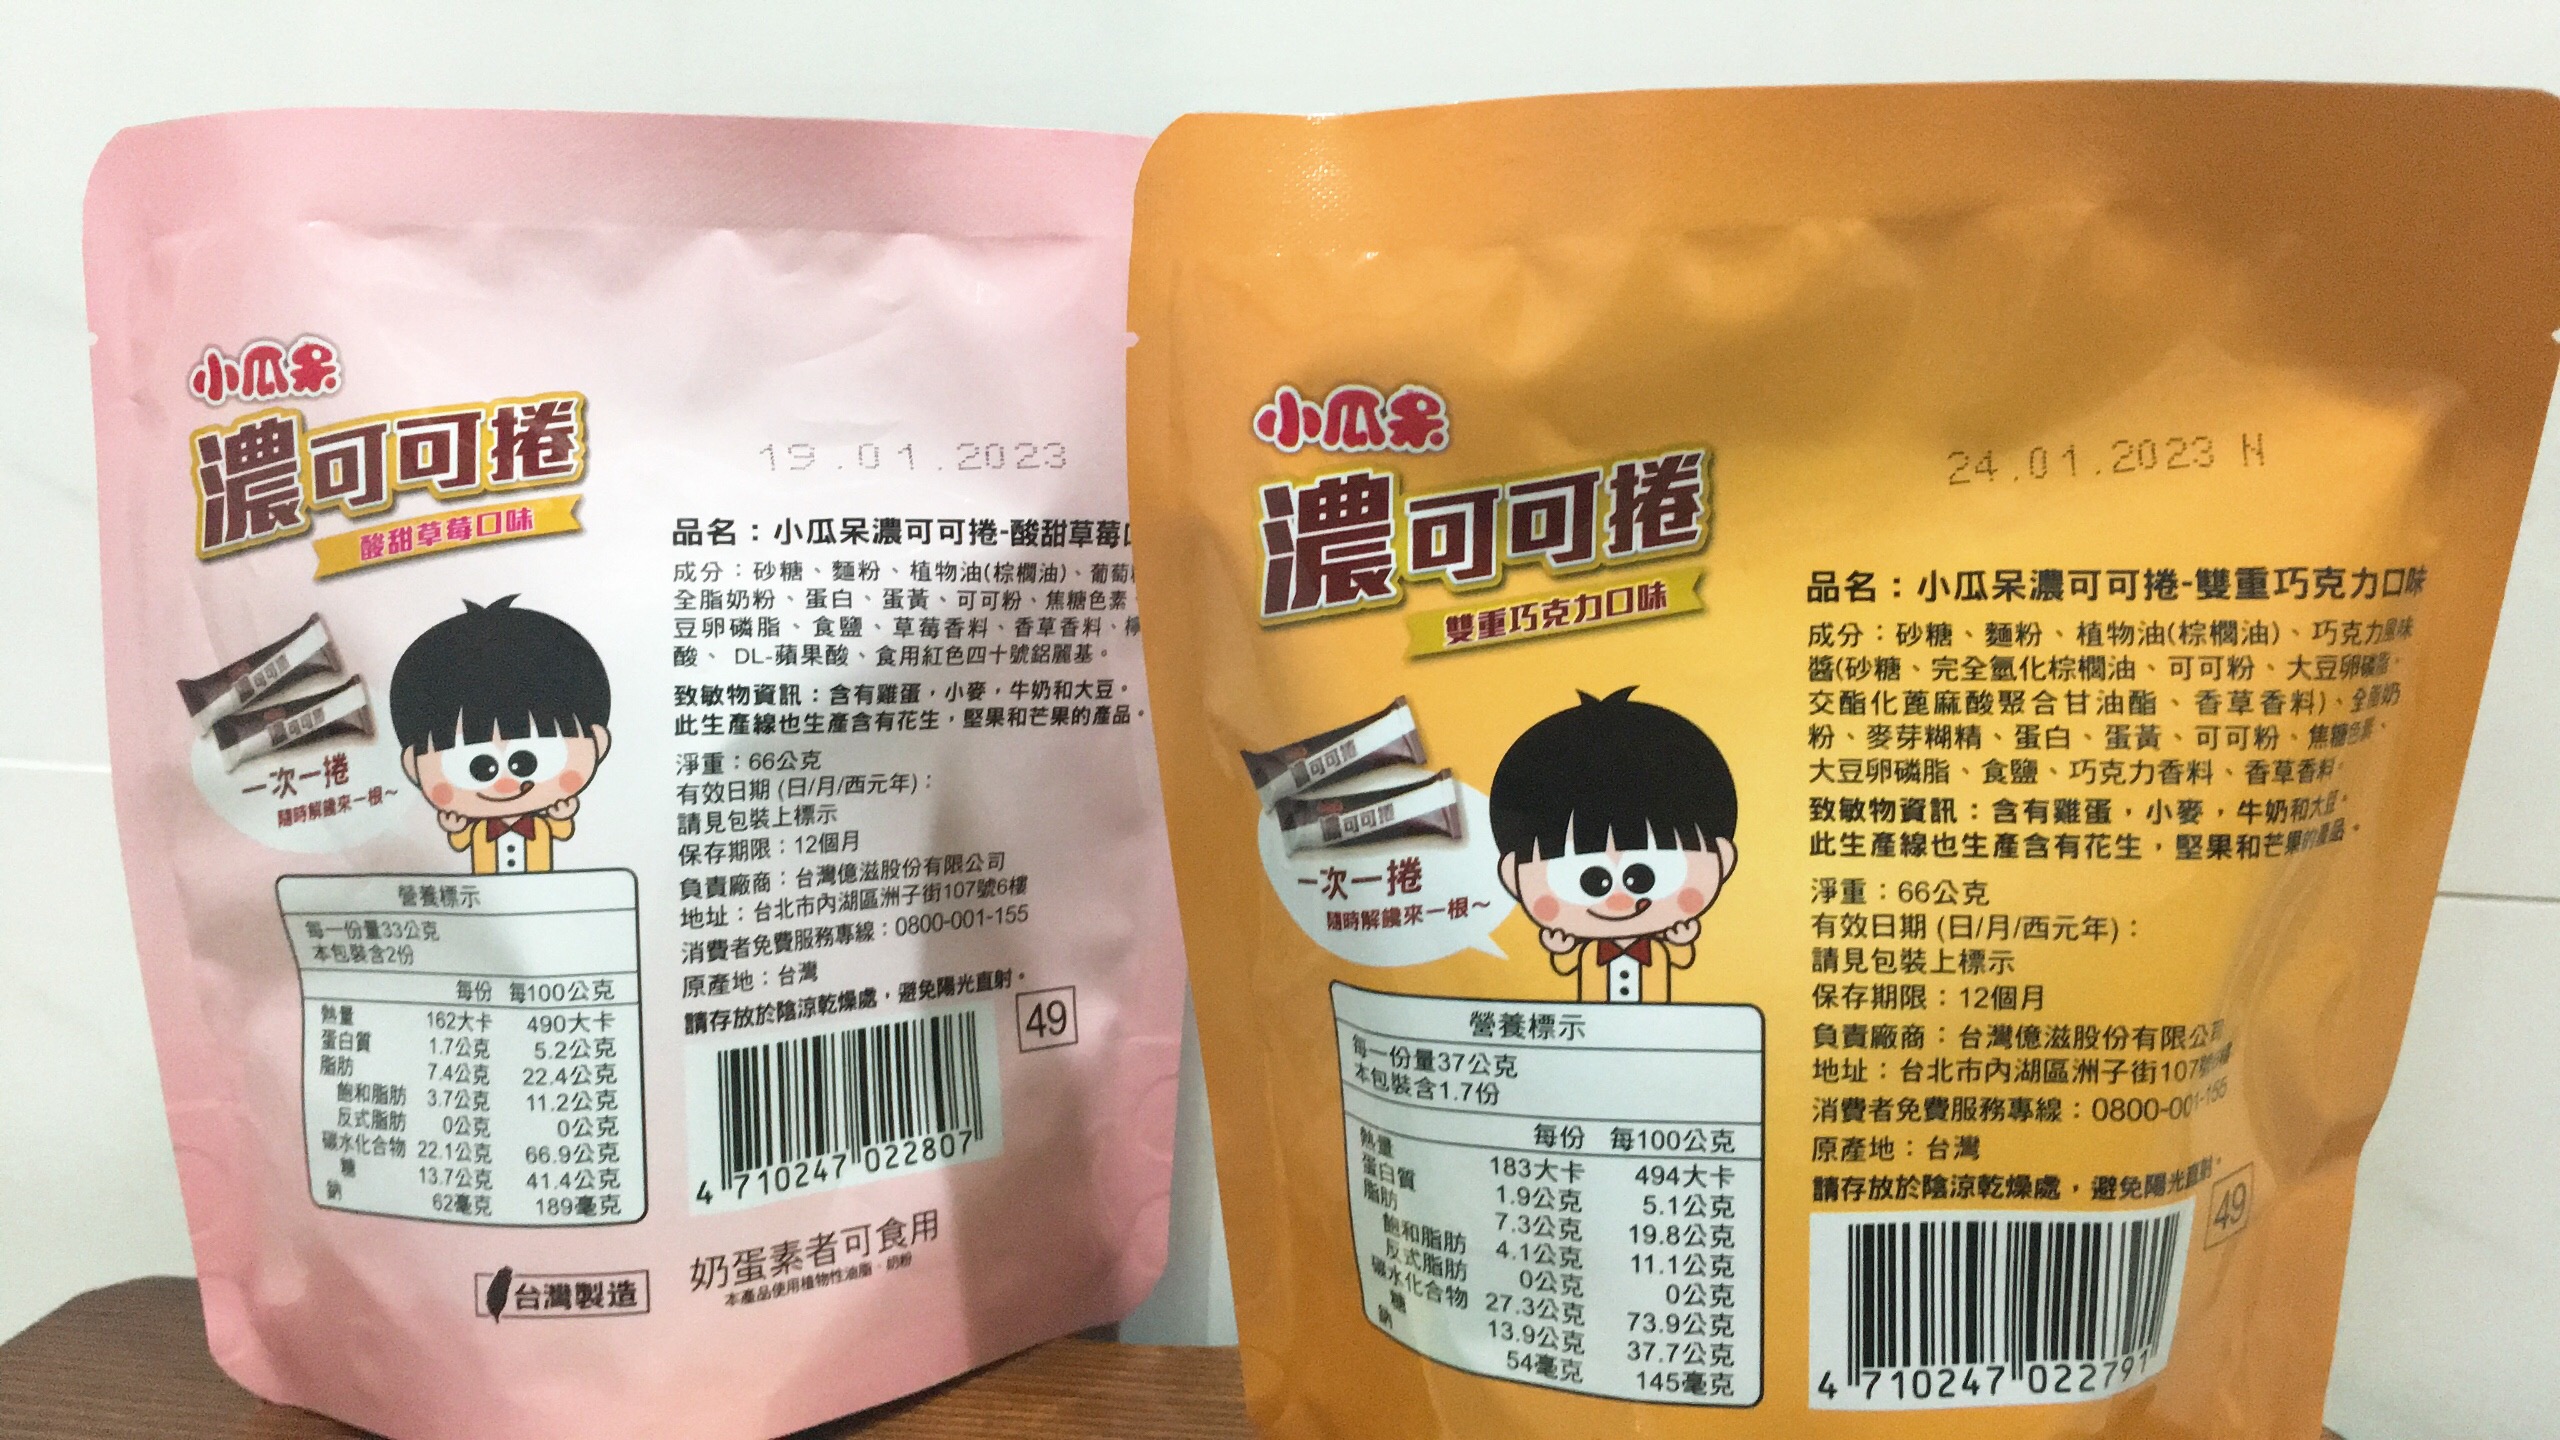 小瓜呆
濃可可捲
酸甜草莓口味
19.01.2023
品名：小瓜呆濃可可捲-酸甜草莓
成分：砂糖、麵粉、植物油(棕櫚油)、葡萄
全脂奶粉、蛋白、蛋黃、可可粉、焦糖色素
豆卵磷脂、食鹽、草莓香料、香草香料、
酸、DL-蘋果酸、食用紅色四十號鋁麗基。
致敏物資訊：含有雞蛋，小麥，牛奶和大豆。
此生產線也生產含有花生，堅果和芒果的產品。
淨重：66公克
有效日期 (日/月/西元年)：
請見包裝上標示
保存期限：12個月
負責廠商：台灣億滋股份有限公司
地址：台北市內湖區洲子街107號6樓
消費者免費服務專線：0800-001-155
原產地：台灣
請存放於陰涼乾燥處，避免陽光直射。
49
4 710247 022807
奶蛋素者可食用
本產品使用植物性油脂、奶粉
濃可可捲
濃可可捲
一次一捲
隨時解饞來一根～
營養標示
每一份量33公克
本包裝含2份
每份 每100公克
熱量 162大卡 490大卡
蛋白質 1.7公克 5.2公克
脂肪 7.4公克 22.4公克
飽和脂肪 3.7公克 11.2公克
反式脂肪 0公克 0公克
碳水化合物 22.1公克 66.9公克
糖 13.7公克 41.4公克
鈉 62毫克 189毫克
台灣製造
小瓜呆
濃可可捲
雙重巧克力口味
24.01.2023 N
品名：小瓜呆濃可可捲-雙重巧克力口味
成分：砂糖、麵粉、植物油(棕櫚油)、巧克力風味
醬(砂糖、完全氫化棕櫚油、可可粉、大豆卵磷脂、
交酯化蓖麻酸聚合甘油酯、香草香料)、全脂奶
粉、麥芽糊精、蛋白、蛋黃、可可粉、焦糖色素、
大豆卵磷脂、食鹽、巧克力香料、香草香料。
致敏物資訊：含有雞蛋，小麥，牛奶和大豆。
此生產線也生產含有花生，堅果和芒果的產品。
淨重：66公克
有效日期 (日/月/西元年)：
請見包裝上標示
保存期限：12個月
負責廠商：台灣億滋股份有限公司
地址：台北市內湖區洲子街107號
消費者免費服務專線：0800-001-155
原產地：台灣
請存放於陰涼乾燥處，避免陽光直射。
49
4 710247 022791
濃可可捲
濃可可捲
一次一捲
隨時解饞來一根～
營養標示
每一份量37公克
本包裝含1.7份
每份 每100公克
熱量 183大卡 494大卡
蛋白質 1.9公克 5.1公克
脂肪 7.3公克 19.8公克
飽和脂肪 4.1公克 11.1公克
反式脂肪 0公克 0公克
碳水化合物 27.3公克 73.9公克
糖 13.9公克 37.7公克
鈉 54毫克 145毫克